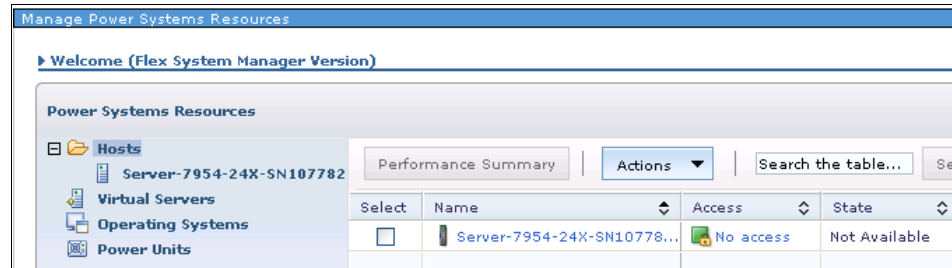 Manage Power Systems Resources
Welcome (Flex System Manager Version)
Power Systems Resources
Hosts
Server-7954-24X-SN107782
Virtual Servers
Operating Systems
Power Units
Performance Summary | Actions | Search the table... Se
Select Name Access State
Server-7954-24X-SN10778... No access Not Available